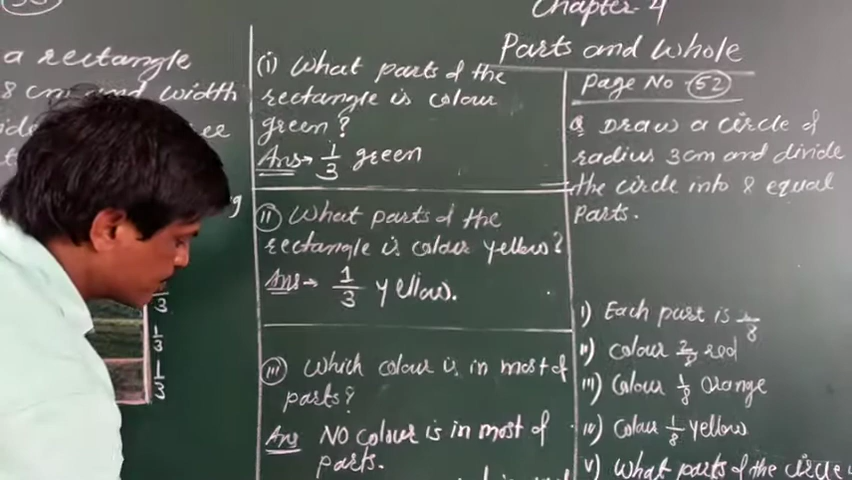 Chapter-4
Parts and whole
a rectangle
8 cm and width
(i) What parts of the
rectangle is colour
green?
Ans→ 1/3 green
(ii) What parts of the
rectangle is colour yellow?
Ans→ 1/3 yellow.
(iii) Which colour is in most of
parts?
Ans NO colour is in most of
parts.
1/3
1/3
1/3
Page No - 52
Q Draw a circle of
radius 3cm and divide
the circle into 8 equal
parts.
i) Each part is 1/8
ii) colour 2/8 red
iii) Colour 1/8 Orange
iv) Colour 1/8 yellow
v) What parts of the circle